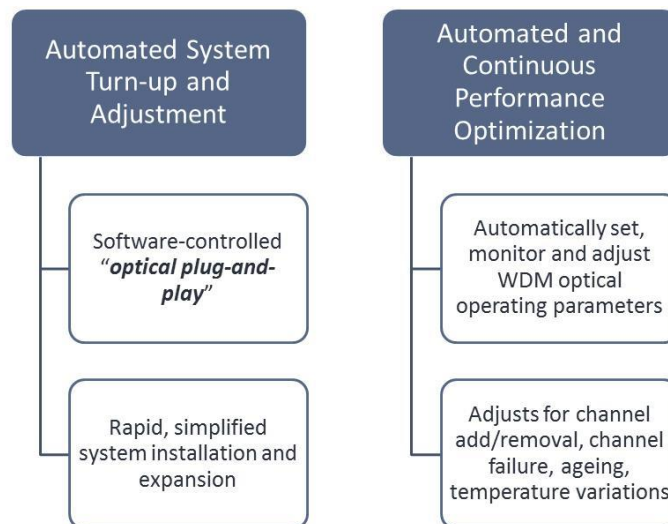 Automated System
Turn-up and
Adjustment
Software-controlled
“optical plug-and-
play”
Rapid, simplified
system installation and
expansion
Automated and
Continuous
Performance
Optimization
Automatically set,
monitor and adjust
WDM optical
operating parameters
Adjusts for channel
add/removal, channel
failure, ageing,
temperature variations